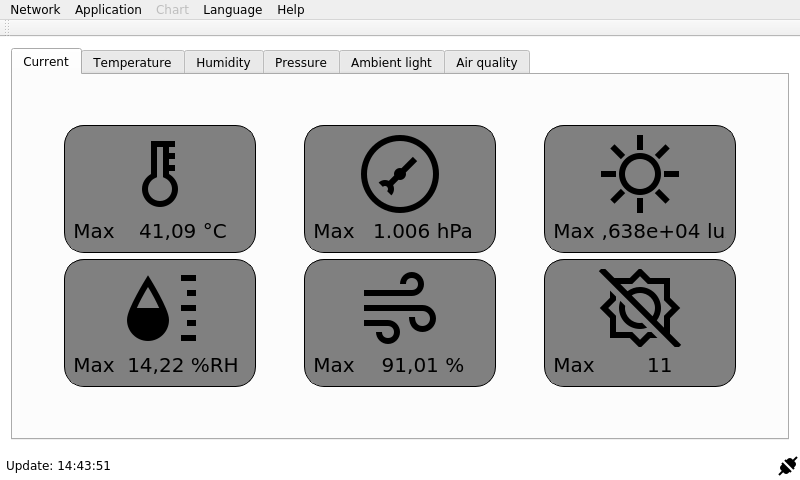 Network Application Chart Language Help
Current Temperature Humidity Pressure Ambient light Air quality
Max 41,09 °C
Max 1.006 hPa
Max ,638e+04 lu
Max 14,22 %RH
Max 91,01 %
Max 11
Update: 14:43:51